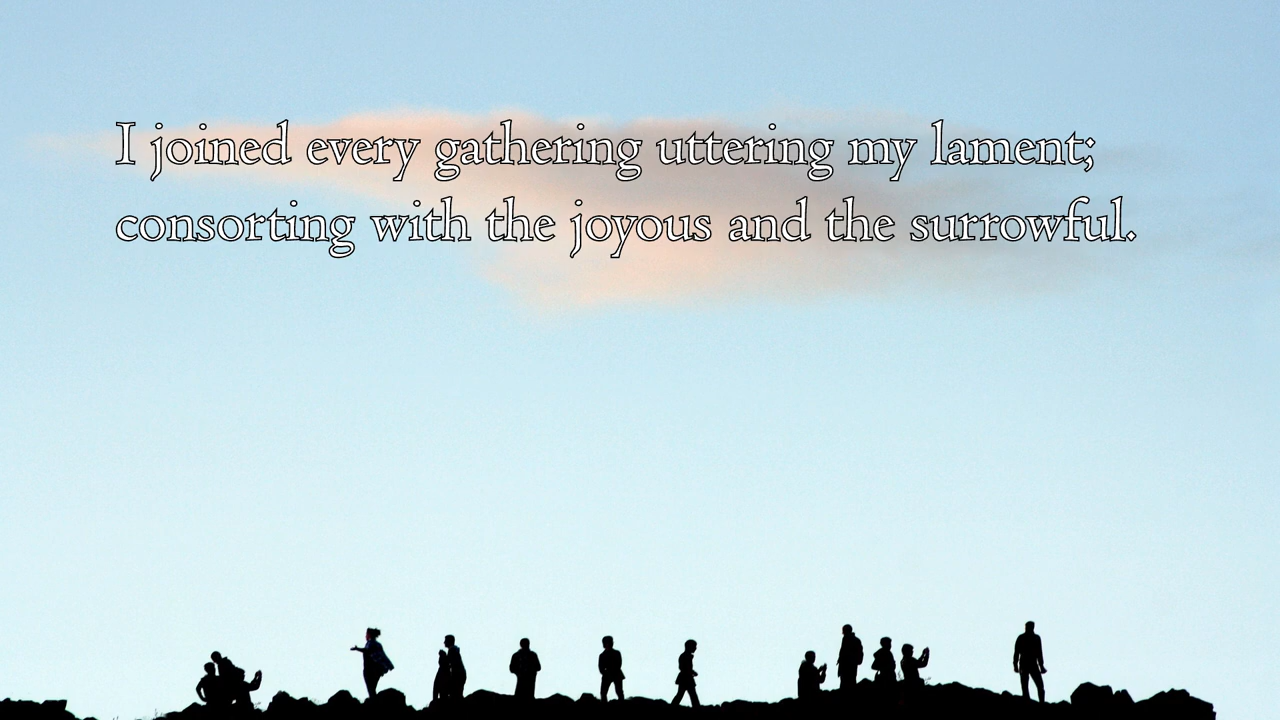 I joined every gathering uttering my lament;
consorting with the joyous and the surrowful.